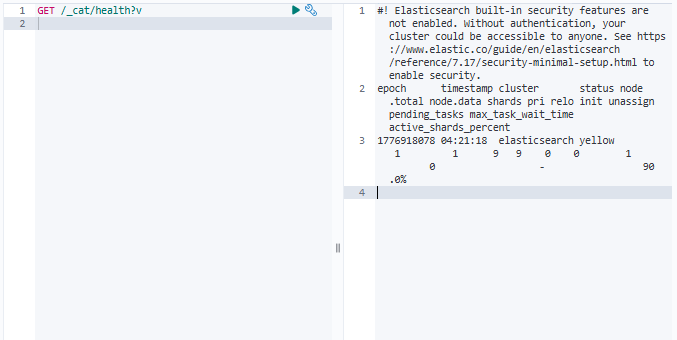 1 GET /_cat/health?v
2
1 #! Elasticsearch built-in security features are
not enabled. Without authentication, your
cluster could be accessible to anyone. See https
://www.elastic.co/guide/en/elasticsearch
/reference/7.17/security-minimal-setup.html to
enable security.
2 epoch      timestamp cluster       status node
.total node.data shards pri relo init unassign
pending_tasks max_task_wait_time
active_shards_percent
3 1776918078 04:21:18  elasticsearch yellow
1         1      9   9    0    0        1
0                  -                90
.0%
4